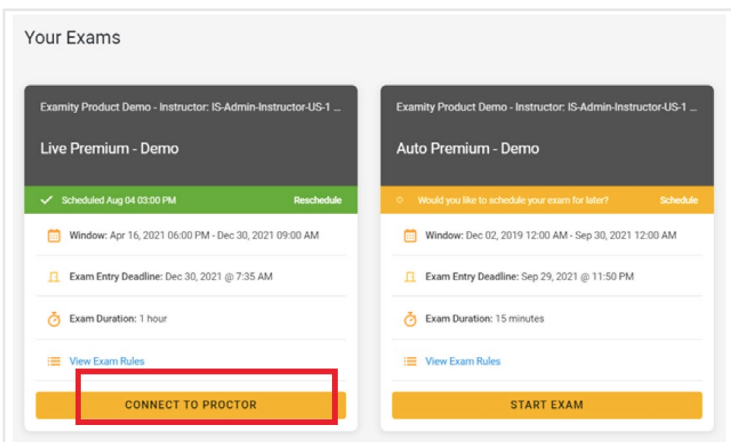 Your Exams
Examity Product Demo - Instructor: IS-Admin-Instructor-US-1 ...
Live Premium - Demo
Scheduled Aug 04 03:00 PM Reschedule
Window: Apr 16, 2021 06:00 PM - Dec 30, 2021 09:00 AM
Exam Entry Deadline: Dec 30, 2021 @ 7:35 AM
Exam Duration: 1 hour
View Exam Rules
CONNECT TO PROCTOR
Examity Product Demo - Instructor: IS-Admin-Instructor-US-1 ...
Auto Premium - Demo
Would you like to schedule your exam for later? Schedule
Window: Dec 02, 2019 12:00 AM - Sep 30, 2021 12:00 AM
Exam Entry Deadline: Sep 29, 2021 @ 11:50 PM
Exam Duration: 15 minutes
View Exam Rules
START EXAM